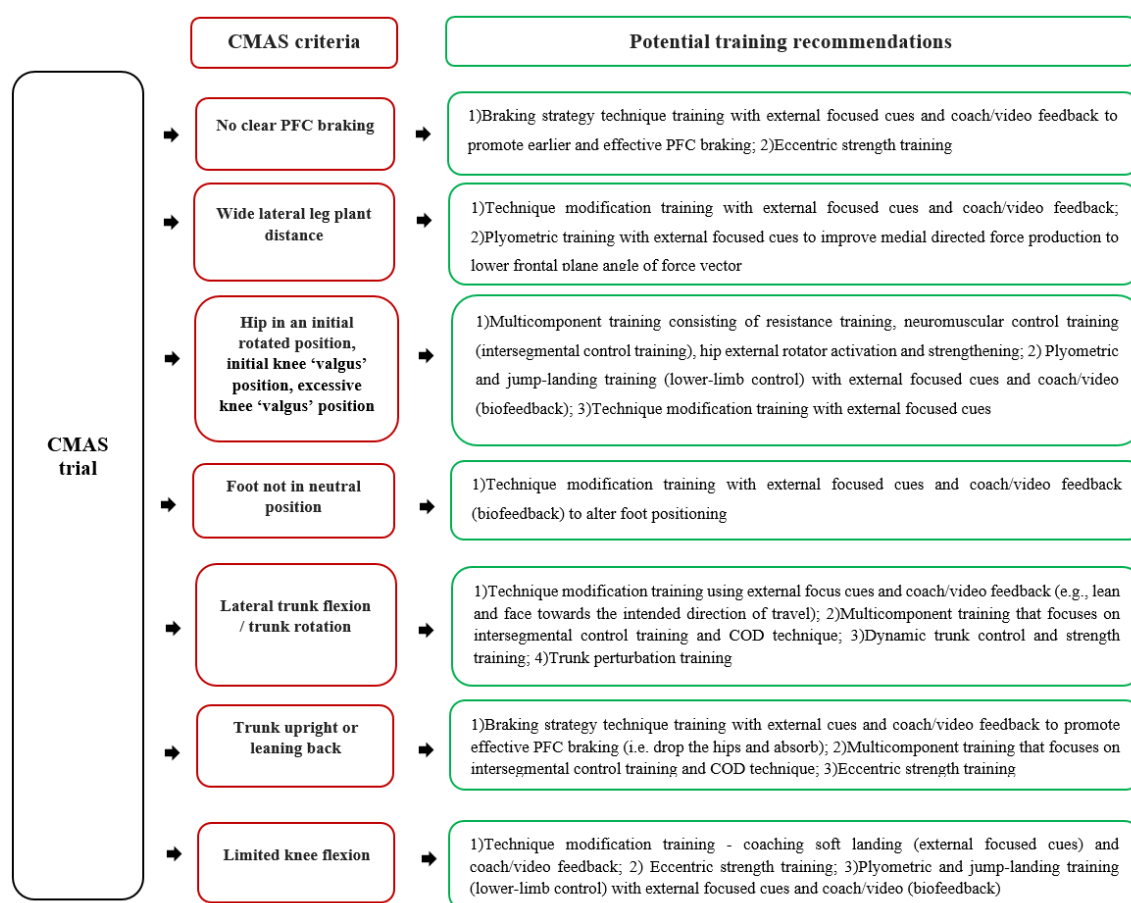 CMAS criteria
Potential training recommendations
CMAS
trial
No clear PFC braking
1)Braking strategy technique training with external focused cues and coach/video feedback to
promote earlier and effective PFC braking; 2)Eccentric strength training
Wide lateral leg plant
distance
1)Technique modification training with external focused cues and coach/video feedback;
2)Plyometric training with external focused cues to improve medial directed force production to
lower frontal plane angle of force vector
Hip in an initial
rotated position,
initial knee ‘valgus’
position, excessive
knee ‘valgus’ position
1)Multicomponent training consisting of resistance training, neuromuscular control training
(intersegmental control training), hip external rotator activation and strengthening; 2) Plyometric
and jump-landing training (lower-limb control) with external focused cues and coach/video
(biofeedback); 3)Technique modification training with external focused cues
Foot not in neutral
position
1)Technique modification training with external focused cues and coach/video feedback
(biofeedback) to alter foot positioning
Lateral trunk flexion
/ trunk rotation
1)Technique modification training using external focus cues and coach/video feedback (e.g., lean
and face towards the intended direction of travel); 2)Multicomponent training that focuses on
intersegmental control training and COD technique; 3)Dynamic trunk control and strength
training; 4)Trunk perturbation training
Trunk upright or
leaning back
1)Braking strategy technique training with external cues and coach/video feedback to promote
effective PFC braking (i.e. drop the hips and absorb); 2)Multicomponent training that focuses on
intersegmental control training and COD technique; 3)Eccentric strength training
Limited knee flexion
1)Technique modification training - coaching soft landing (external focused cues) and
coach/video feedback; 2) Eccentric strength training; 3)Plyometric and jump-landing training
(lower-limb control) with external focused cues and coach/video (biofeedback)